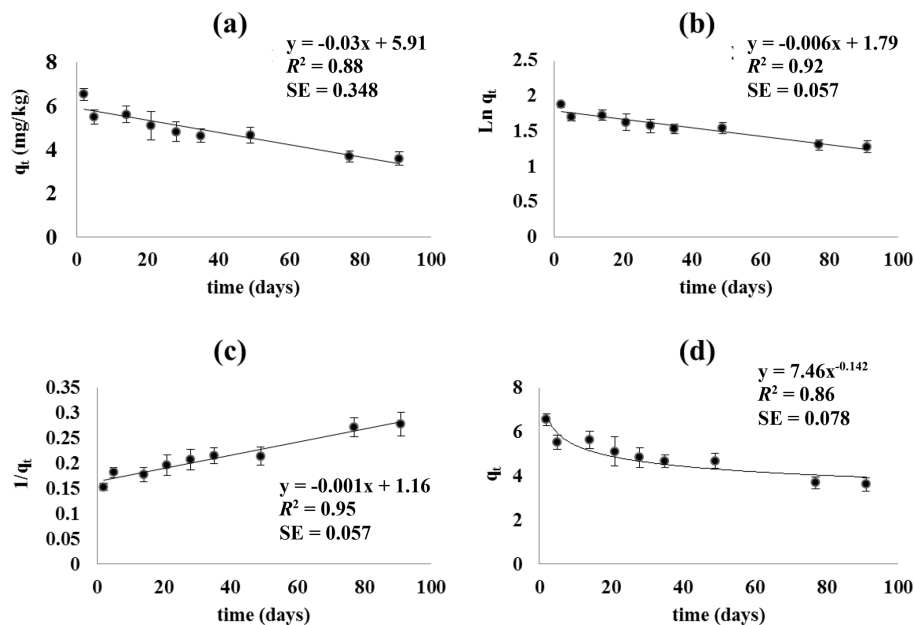 (a)
y = -0.03x + 5.91
R² = 0.88
SE = 0.348
8
6
4
2
0
qₜ (mg/kg)
0 20 40 60 80 100
time (days)
(b)
y = -0.006x + 1.79
R² = 0.92
SE = 0.057
2.5
2
1.5
1
0.5
0
Ln qₜ
0 20 40 60 80 100
time (days)
(c)
0.35
0.3
0.25
0.2
0.15
0.1
0.05
0
1/qₜ
y = -0.001x + 1.16
R² = 0.95
SE = 0.057
0 20 40 60 80 100
time (days)
(d)
y = 7.46x⁻⁰·¹⁴²
R² = 0.86
SE = 0.078
8
6
4
2
0
qₜ
0 20 40 60 80 100
time (days)